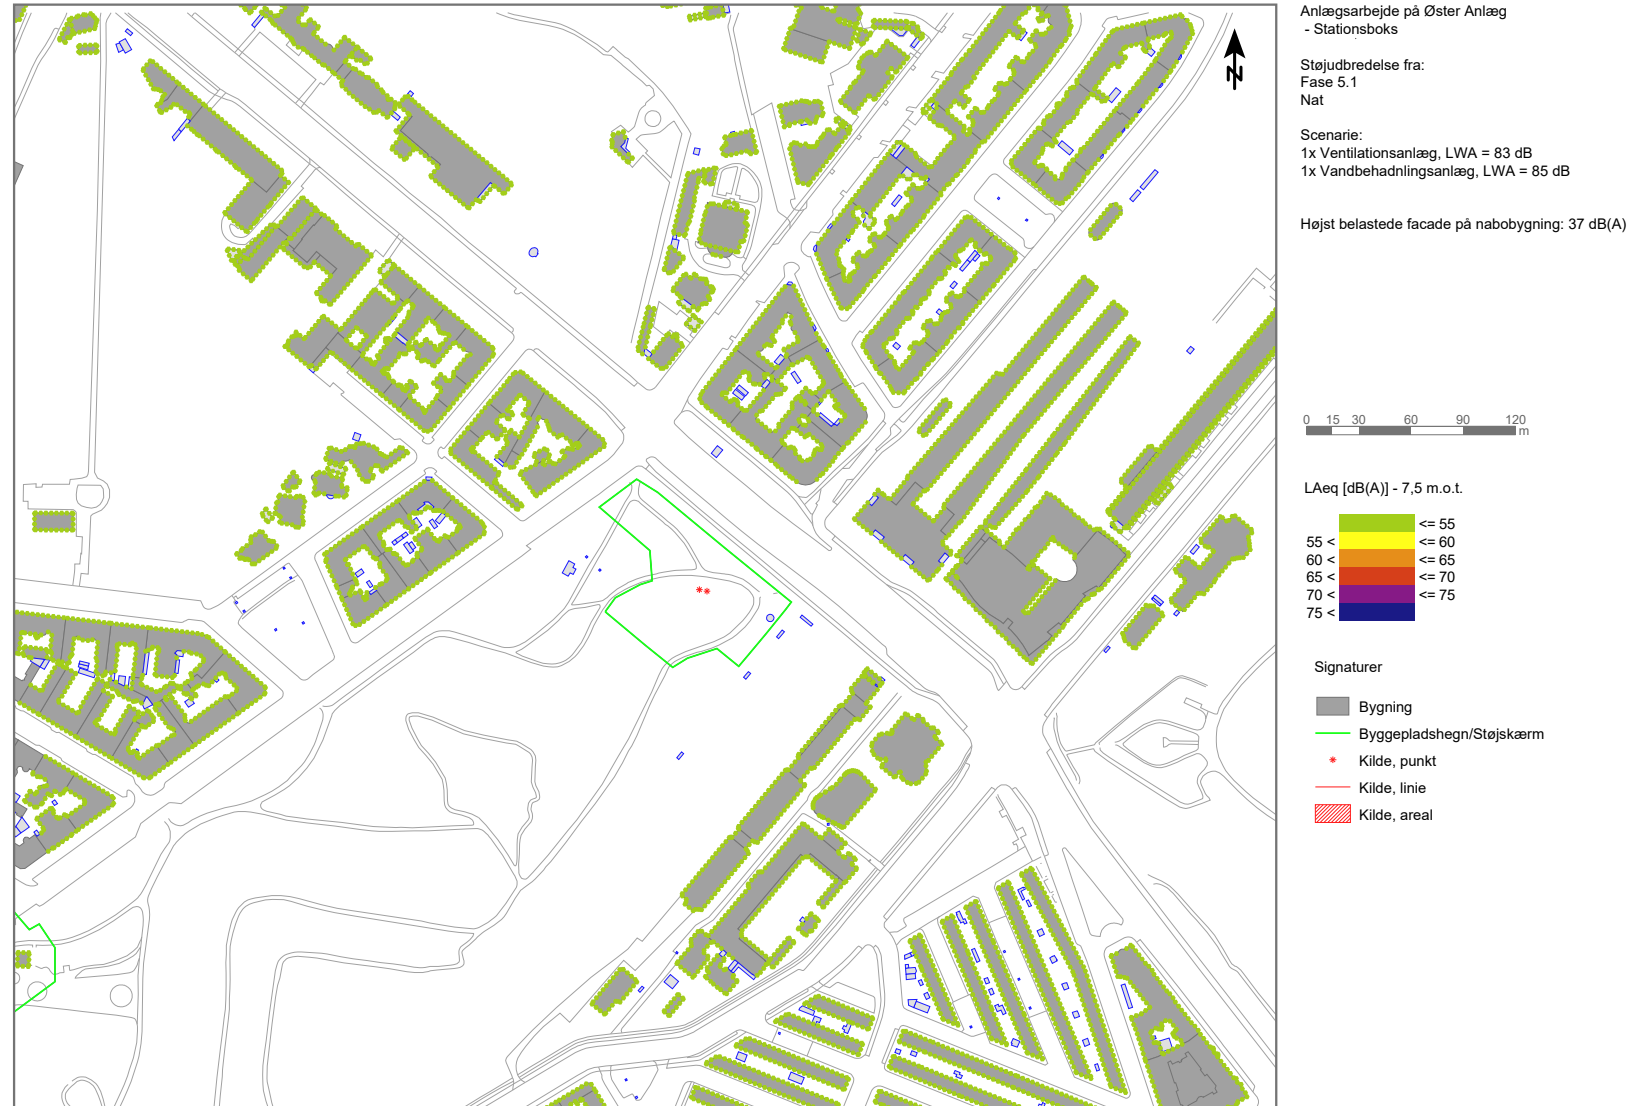 Anlægsarbejde på Øster Anlæg
- Stationsboks
Støjudbredelse fra:
Fase 5.1
Nat
Scenarie:
1x Ventilationsanlæg, LWA = 83 dB
1x Vandbehadnlingsanlæg, LWA = 85 dB
Højst belastede facade på nabobygning: 37 dB(A)
N
0 15 30 60 90 120
m
LAeq [dB(A)] - 7,5 m.o.t.
<= 55
55 < <= 60
60 < <= 65
65 < <= 70
70 < <= 75
75 <
Signaturer
Bygning
Byggepladshegn/Støjskærm
Kilde, punkt
Kilde, linie
Kilde, areal